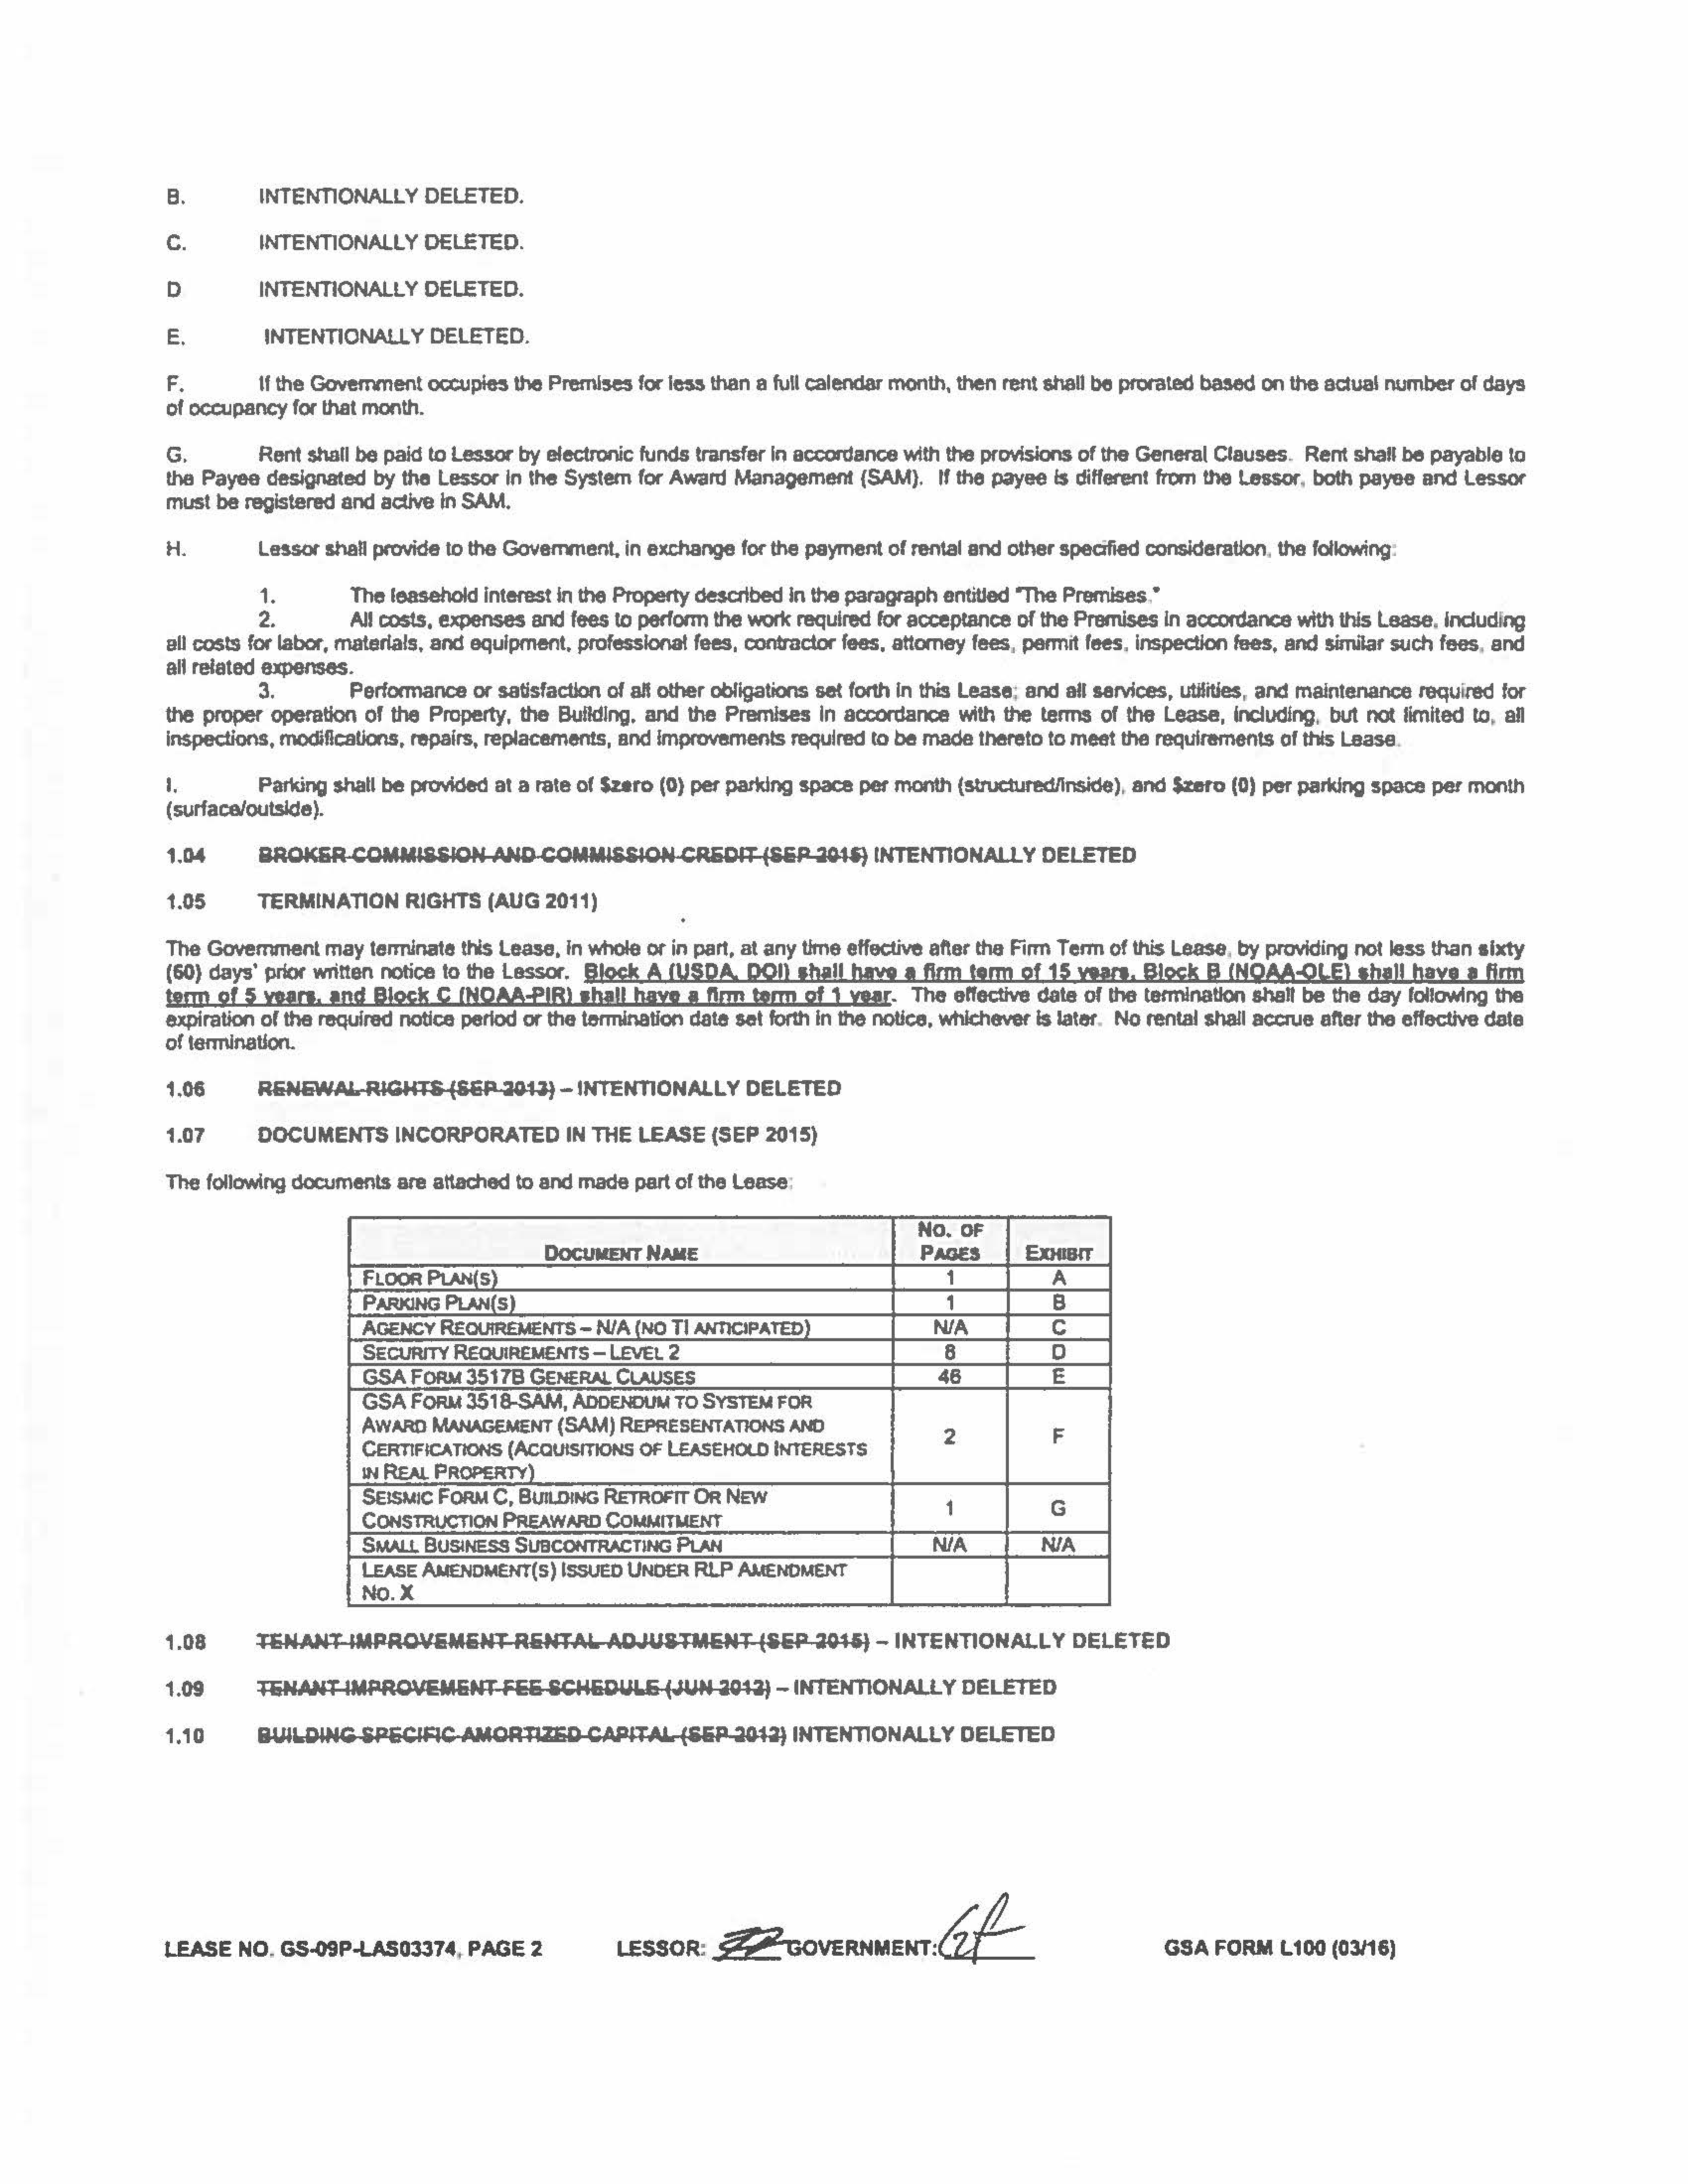 B. INTENTIONALLY DELETED.
C. INTENTIONALLY DELETED.
D INTENTIONALLY DELETED.
E. INTENTIONALLY DELETED.
F. If the Government occupies the Premises for less than a full calendar month, then rent shall be prorated based on the actual number of days
of occupancy for that month.
G. Rent shall be paid to Lessor by electronic funds transfer in accordance with the provisions of the General Clauses. Rent shall be payable to
the Payee designated by the Lessor in the System for Award Management (SAM). If the payee is different from the Lessor, both payee and Lessor
must be registered and active in SAM.
H. Lessor shall provide to the Government, in exchange for the payment of rental and other specified consideration, the following:
1. The leasehold interest in the Property described in the paragraph entitled "The Premises."
2. All costs, expenses and fees to perform the work required for acceptance of the Premises in accordance with this Lease, including
all costs for labor, materials, and equipment, professional fees, contractor fees, attorney fees, permit fees, inspection fees, and similar such fees, and
all related expenses.
3. Performance or satisfaction of all other obligations set forth in this Lease; and all services, utilities, and maintenance required for
the proper operation of the Property, the Building, and the Premises in accordance with the terms of the Lease, including, but not limited to, all
inspections, modifications, repairs, replacements, and improvements required to be made thereto to meet the requirements of this Lease.
I. Parking shall be provided at a rate of $zero (0) per parking space per month (structured/inside), and $zero (0) per parking space per month
(surface/outside).
1.04 BROKER COMMISSION AND COMMISSION CREDIT (SEP 2015) INTENTIONALLY DELETED
1.05 TERMINATION RIGHTS (AUG 2011)
The Government may terminate this Lease, in whole or in part, at any time effective after the Firm Term of this Lease, by providing not less than sixty
(60) days' prior written notice to the Lessor. Block A (USDA, DOI) shall have a firm term of 15 years, Block B (NOAA-OLE) shall have a firm
term of 5 years, and Block C (NOAA-PIR) shall have a firm term of 1 year. The effective date of the termination shall be the day following the
expiration of the required notice period or the termination date set forth in the notice, whichever is later. No rental shall accrue after the effective date
of termination.
1.06 RENEWAL RIGHTS (SEP 2013) – INTENTIONALLY DELETED
1.07 DOCUMENTS INCORPORATED IN THE LEASE (SEP 2015)
The following documents are attached to and made part of the Lease:
DOCUMENT NAME NO. OF PAGES EXHIBIT
FLOOR PLAN(S) 1 A
PARKING PLAN(S) 1 B
AGENCY REQUIREMENTS – N/A (NO TI ANTICIPATED) N/A C
SECURITY REQUIREMENTS – LEVEL 2 8 D
GSA FORM 3517B GENERAL CLAUSES 46 E
GSA FORM 3518-SAM, ADDENDUM TO SYSTEM FOR
AWARD MANAGEMENT (SAM) REPRESENTATIONS AND
CERTIFICATIONS (ACQUISITIONS OF LEASEHOLD INTERESTS
IN REAL PROPERTY) 2 F
SEISMIC FORM C, BUILDING RETROFIT OR NEW
CONSTRUCTION PREAWARD COMMITMENT 1 G
SMALL BUSINESS SUBCONTRACTING PLAN N/A N/A
LEASE AMENDMENT(S) ISSUED UNDER RLP AMENDMENT
NO. X
1.08 TENANT IMPROVEMENT RENTAL ADJUSTMENT (SEP 2015) – INTENTIONALLY DELETED
1.09 TENANT IMPROVEMENT FEE SCHEDULE (JUN 2012) – INTENTIONALLY DELETED
1.10 BUILDING SPECIFIC AMORTIZED CAPITAL (SEP 2012) INTENTIONALLY DELETED
LEASE NO. GS-09P-LAS03374, PAGE 2 LESSOR: GOVERNMENT: GSA FORM L100 (03/16)